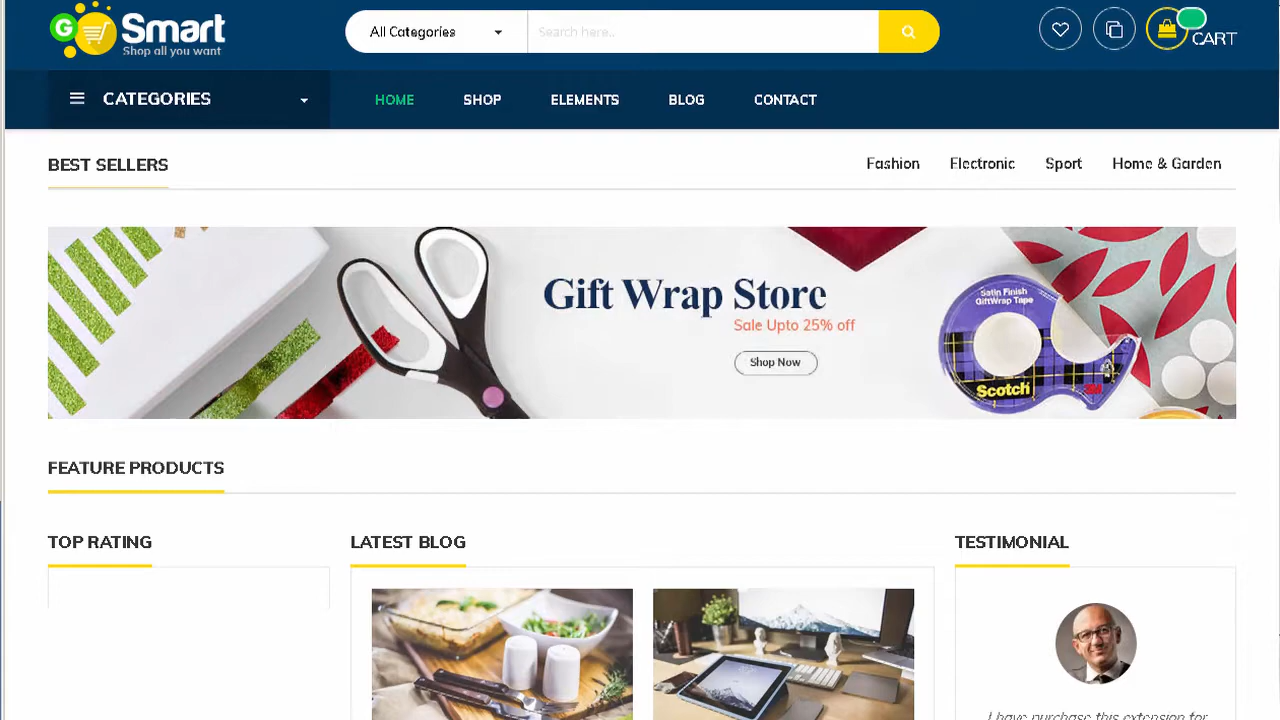 G Smart
Shop all you want
All Categories
Search here..
CART
CATEGORIES
HOME SHOP ELEMENTS BLOG CONTACT
BEST SELLERS
Fashion Electronic Sport Home & Garden
Gift Wrap Store
Sale Upto 25% off
Shop Now
Satin Finish
GiftWrap Tape
Scotch
3M
FEATURE PRODUCTS
TOP RATING
LATEST BLOG
TESTIMONIAL
I have purchase this extension for